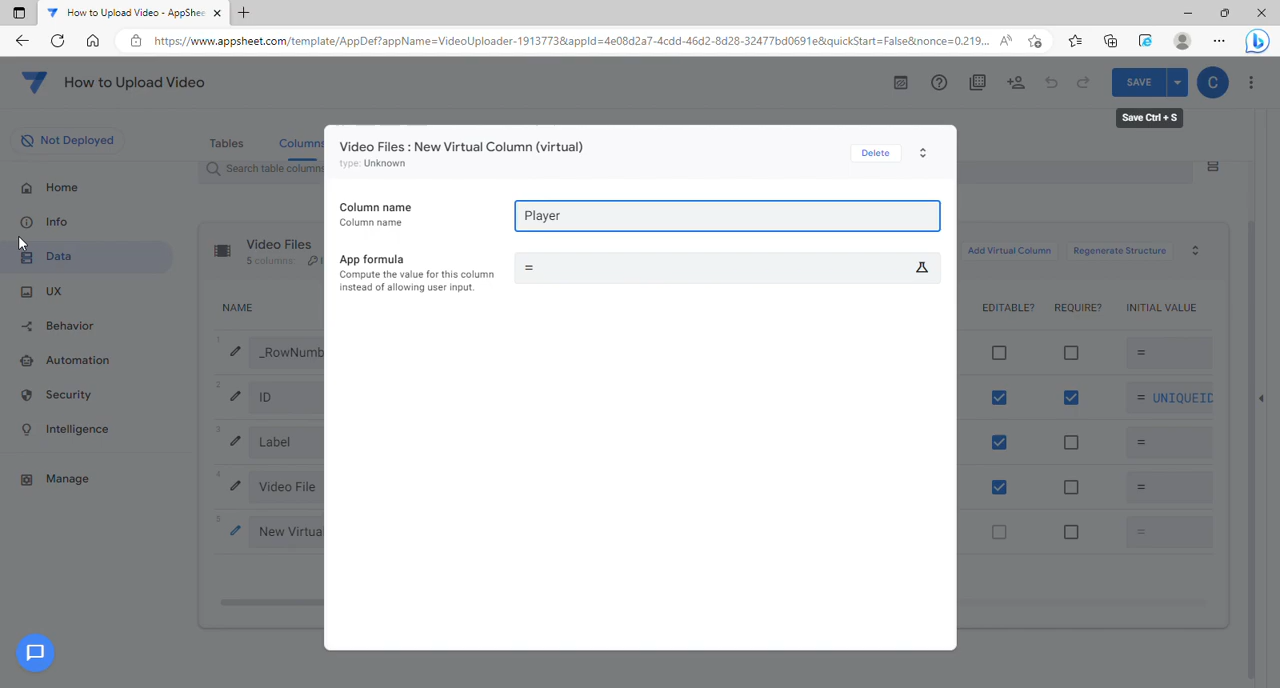 How to Upload Video - AppShee
https://www.appsheet.com/template/AppDef?appName=VideoUploader-1913773&appId=4e08d2a7-4cdd-46d2-8d28-32477bd0691e&quickStart=False&nonce=0.219...
How to Upload Video
SAVE
C
Save Ctrl + S
Not Deployed
Home
Info
Data
UX
Behavior
Automation
Security
Intelligence
Manage
Tables
Columns
Search table columns
Video Files
5 columns:
Add Virtual Column
Regenerate Structure
NAME
EDITABLE?
REQUIRE?
INITIAL VALUE
1
_RowNumb
=
2
ID
= UNIQUEID
3
Label
=
4
Video File
=
5
New Virtua
=
Video Files : New Virtual Column (virtual)
type: Unknown
Delete
Column name
Column name
Player
App formula
Compute the value for this column
instead of allowing user input.
=